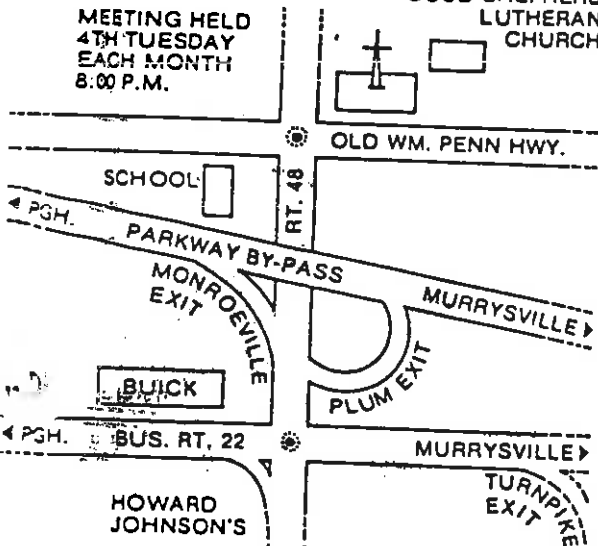 MEETING HELD
4TH TUESDAY
EACH MONTH
8:00 P.M.
LUTHERAN
CHURCH
OLD WM. PENN HWY.
SCHOOL
RT. 48
PGH.
PARKWAY BY-PASS
MURRYSVILLE
MONROEVILLE
EXIT
PLUM EXIT
BUICK
PGH.
BUS. RT. 22
MURRYSVILLE
TURNPIKE
EXIT
HOWARD
JOHNSON'S